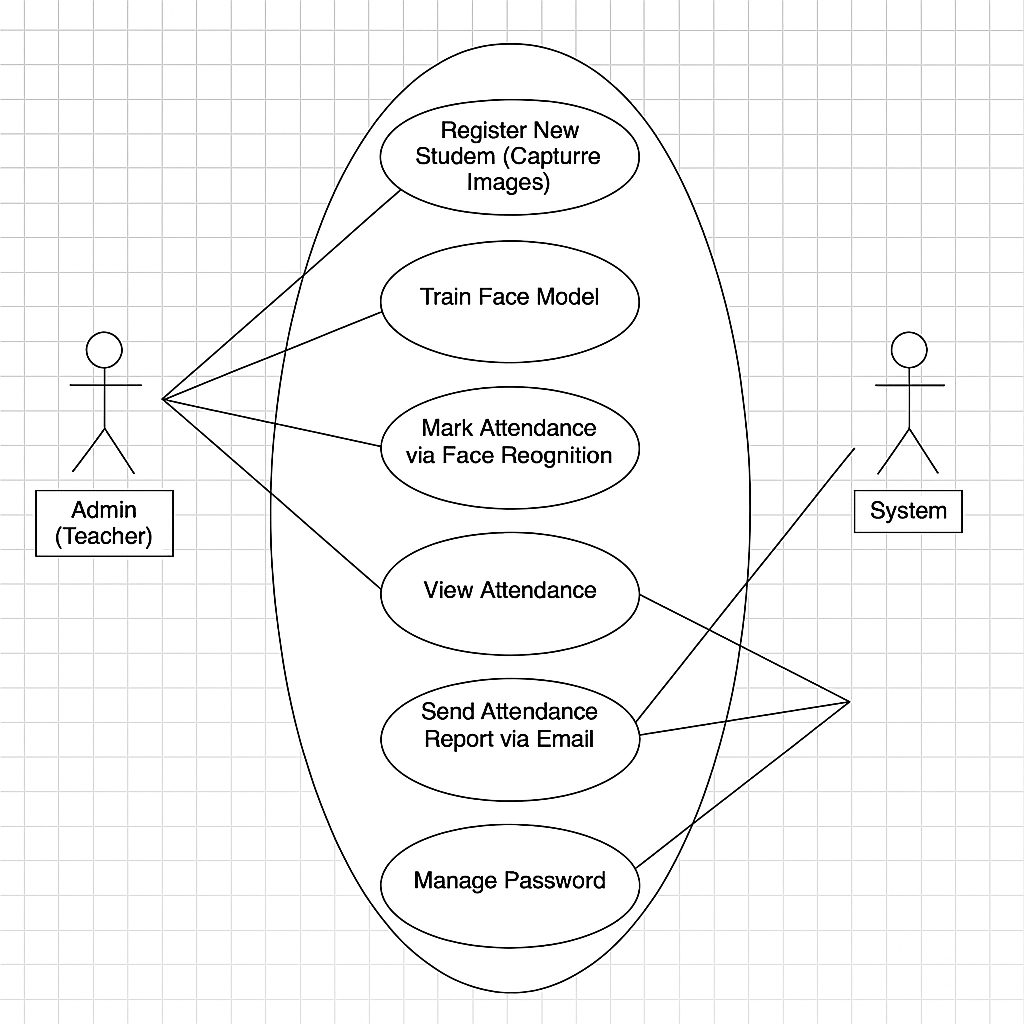 Register New
Studem (Capturre
Images)
Train Face Model
Mark Attendance
via Face Reognition
Admin
(Teacher)
System
View Attendance
Send Attendance
Report via Email
Manage Password